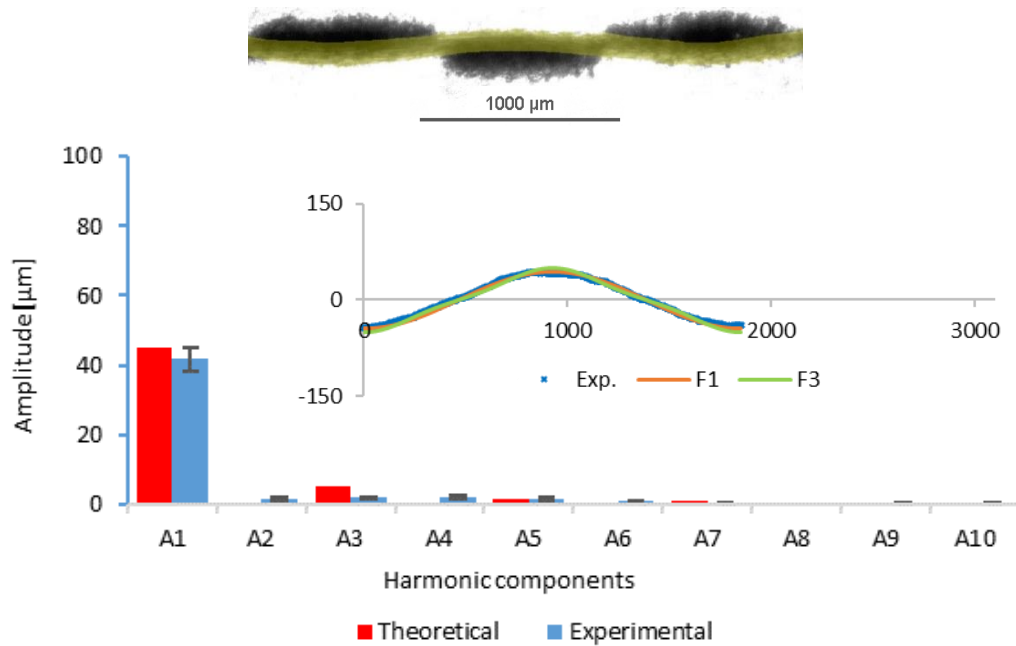 1000 µm
Amplitude[µm]
100
80
60
40
20
0
150
0
-150
0 1000 2000 3000
Exp. F1 F3
A1 A2 A3 A4 A5 A6 A7 A8 A9 A10
Harmonic components
Theoretical Experimental